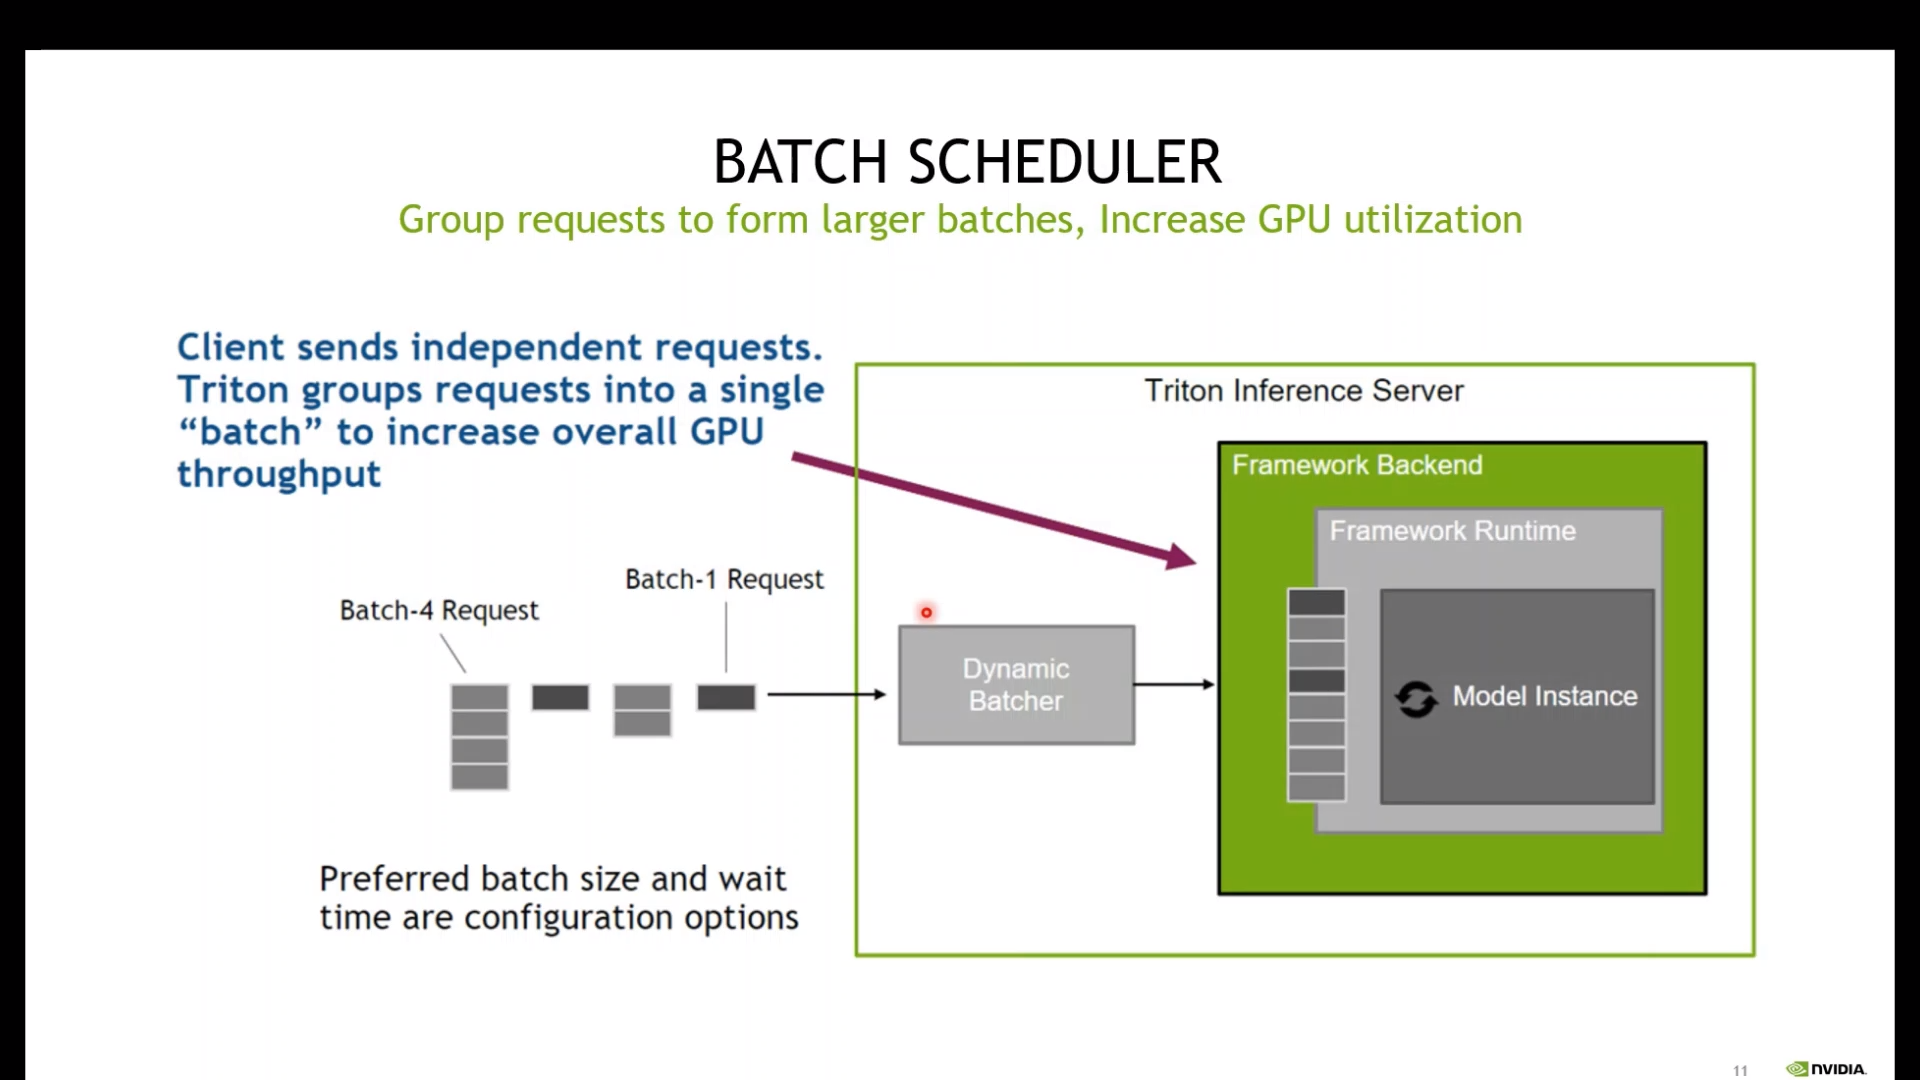 BATCH SCHEDULER
Group requests to form larger batches, Increase GPU utilization
Client sends independent requests.
Triton groups requests into a single
“batch” to increase overall GPU
throughput
Triton Inference Server
Framework Backend
Framework Runtime
Batch-1 Request
Batch-4 Request
Dynamic
Batcher
Model Instance
Preferred batch size and wait
time are configuration options
11
NVIDIA.